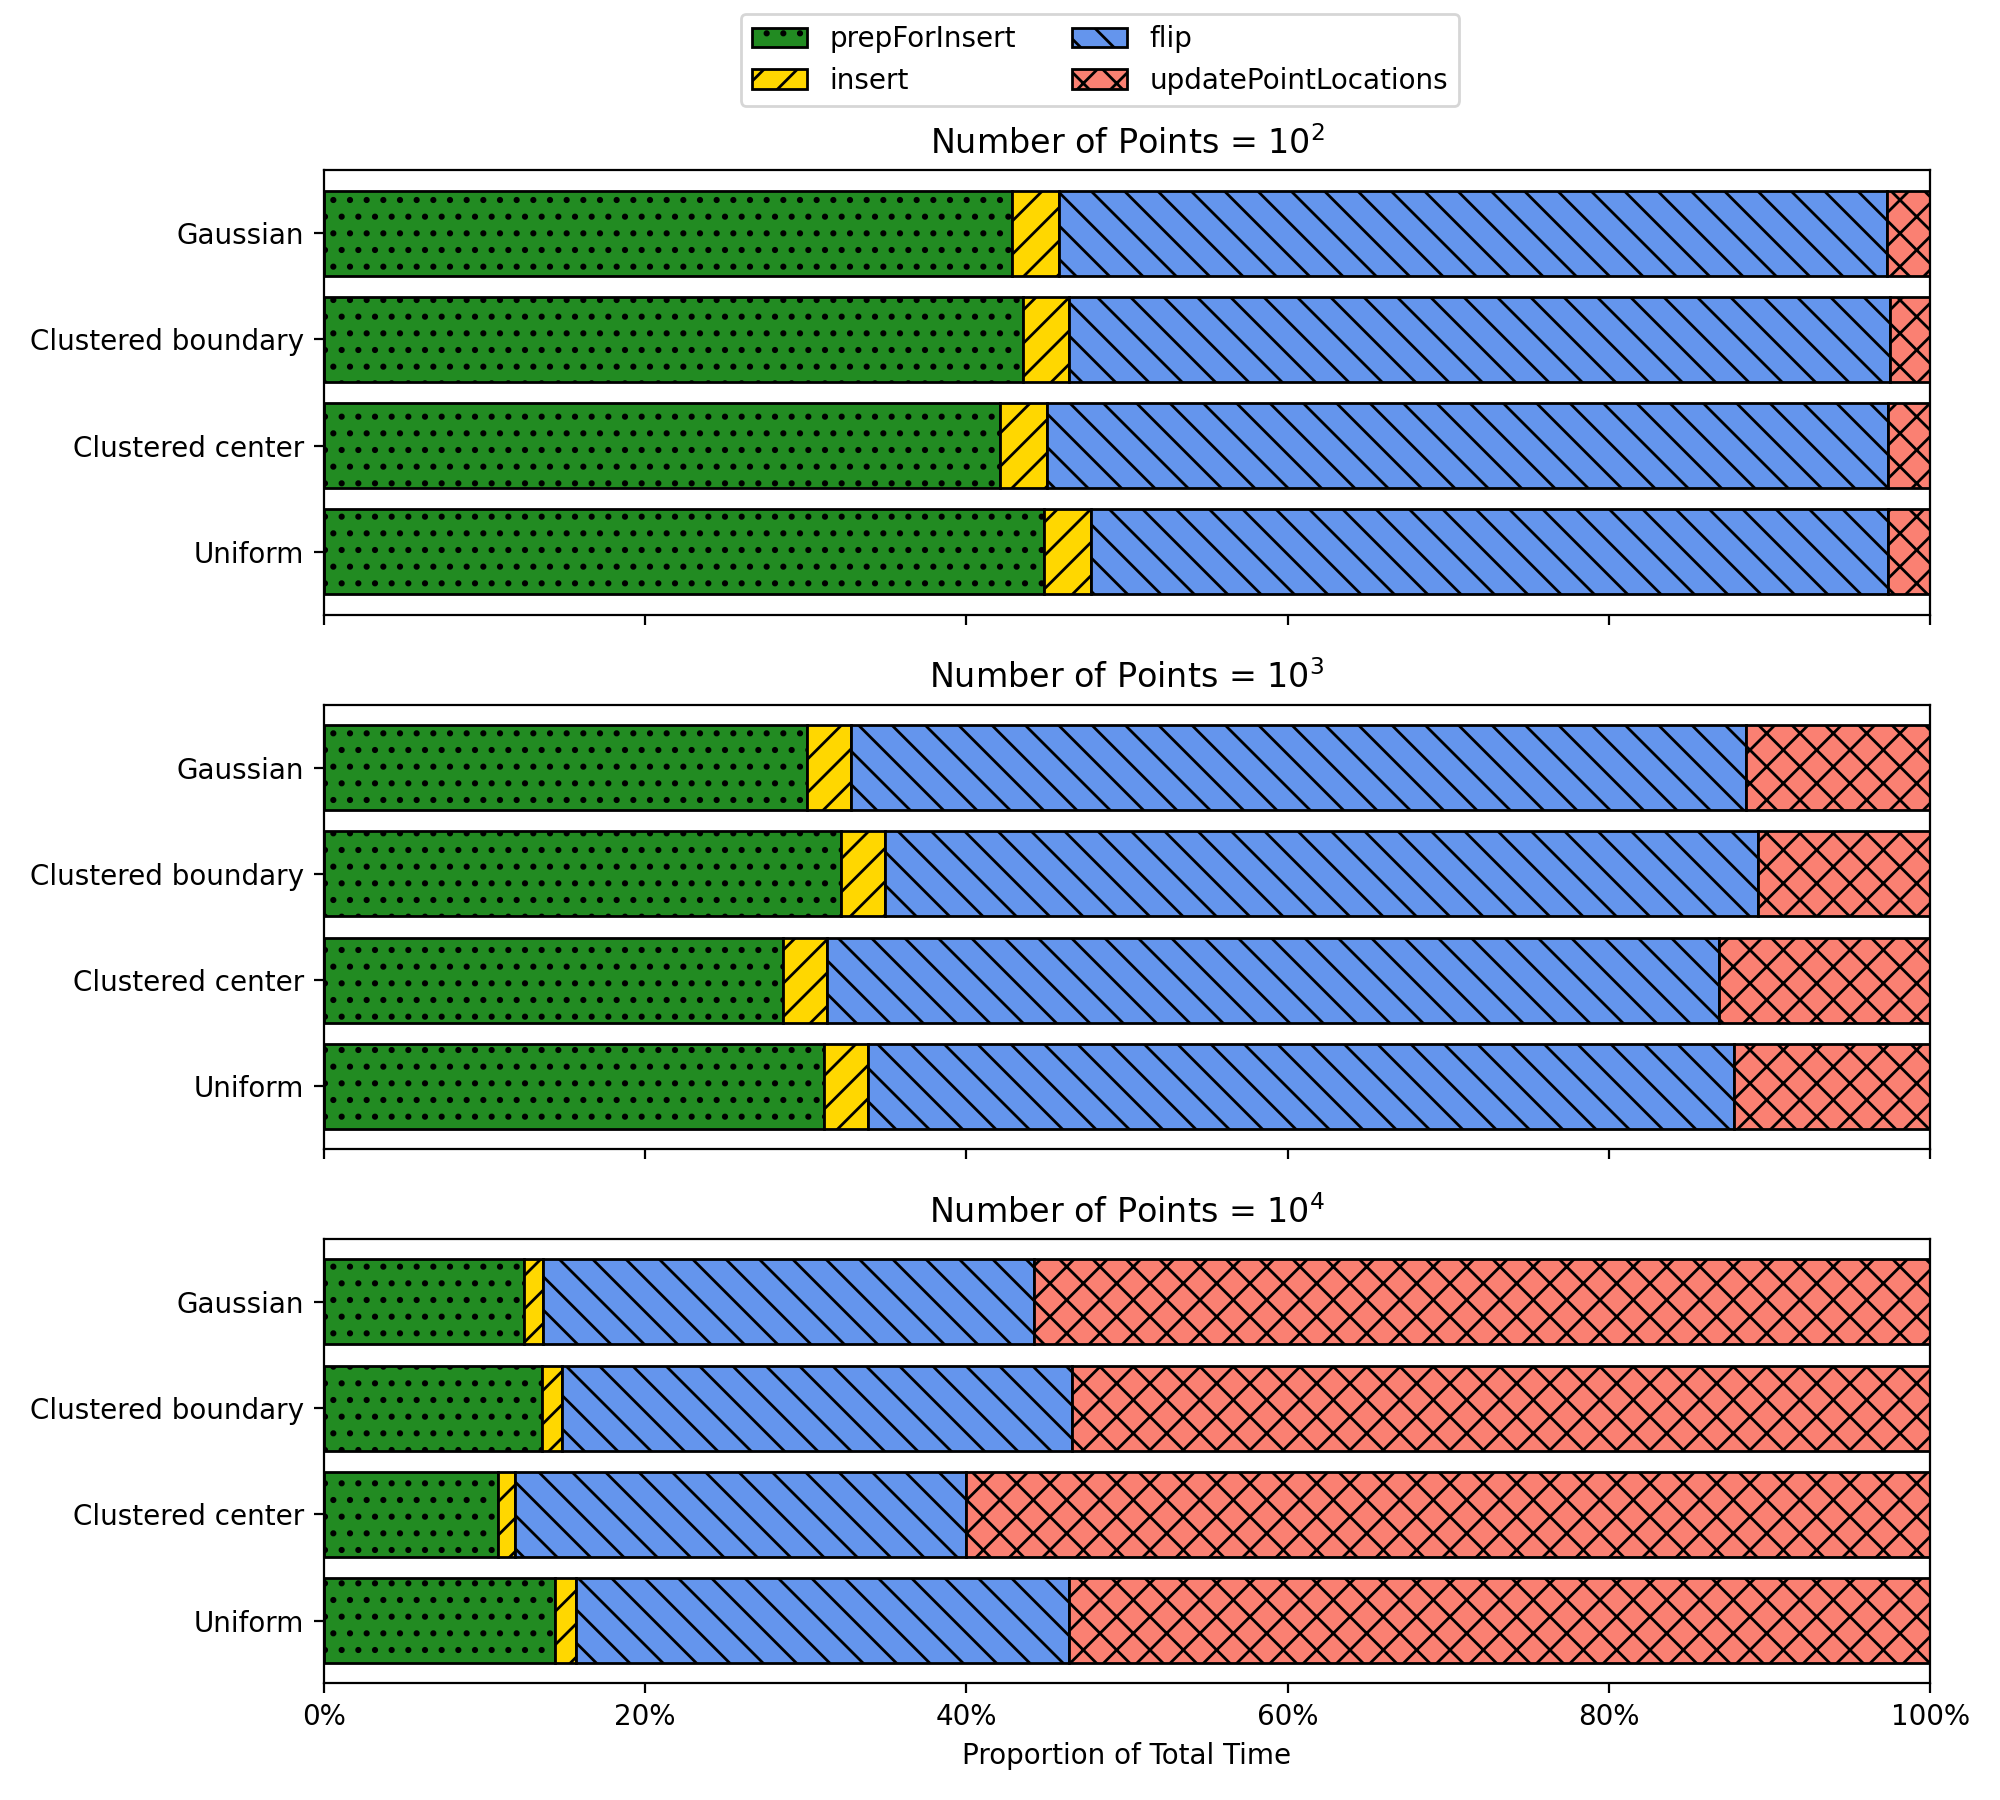 prepForInsert flip
insert updatePointLocations
Number of Points = 10²
Gaussian
Clustered boundary
Clustered center
Uniform
Number of Points = 10³
Gaussian
Clustered boundary
Clustered center
Uniform
Number of Points = 10⁴
Gaussian
Clustered boundary
Clustered center
Uniform
0% 20% 40% 60% 80% 100%
Proportion of Total Time